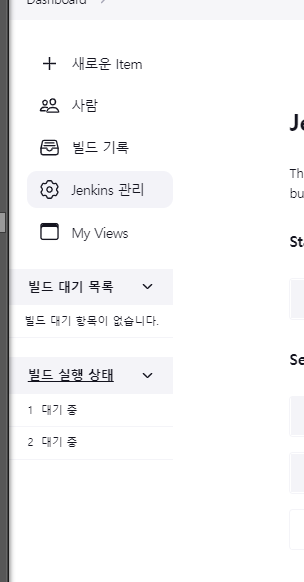 Dashboard >
새로운 Item
사람
빌드 기록
Jenkins 관리
My Views
빌드 대기 목록
빌드 대기 항목이 없습니다.
빌드 실행 상태
1 대기 중
2 대기 중
Je
Th
bu
St
Se